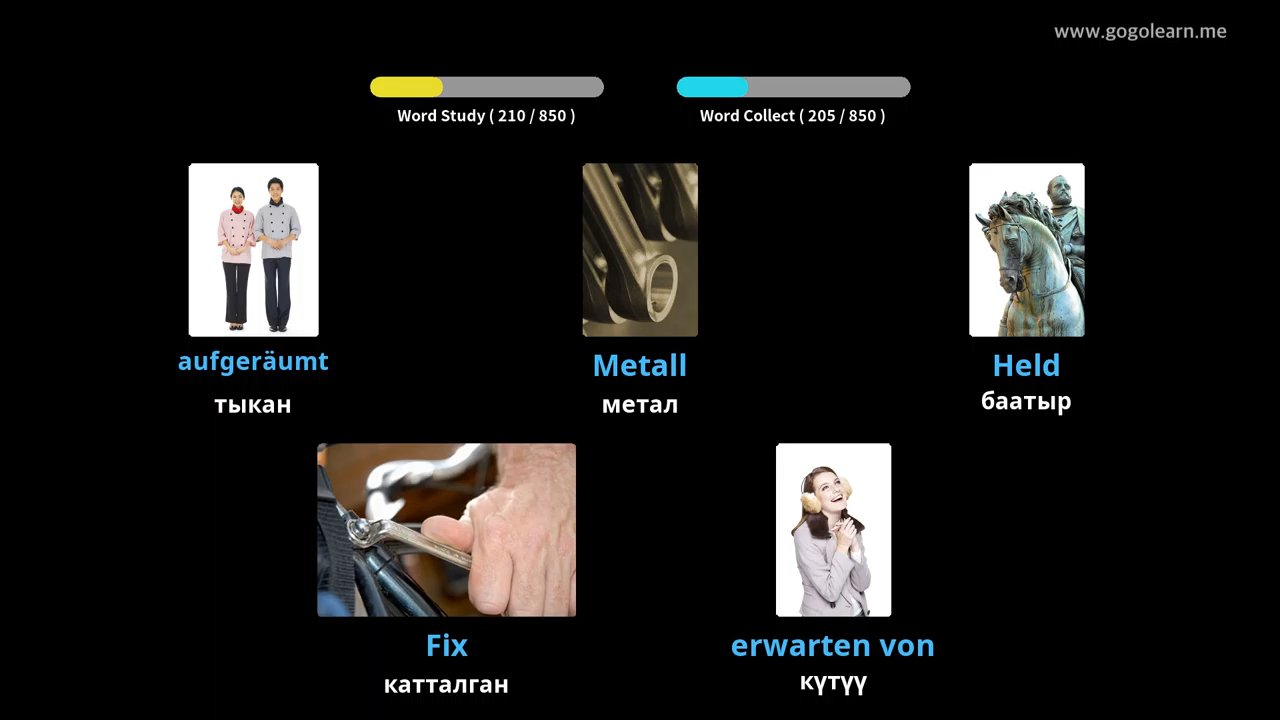 www.gogolearn.me
Word Study ( 210 / 850 )
Word Collect ( 205 / 850 )
aufgeräumt
тыкан
Metall
метал
Held
баатыр
Fix
катталган
erwarten von
күтүү